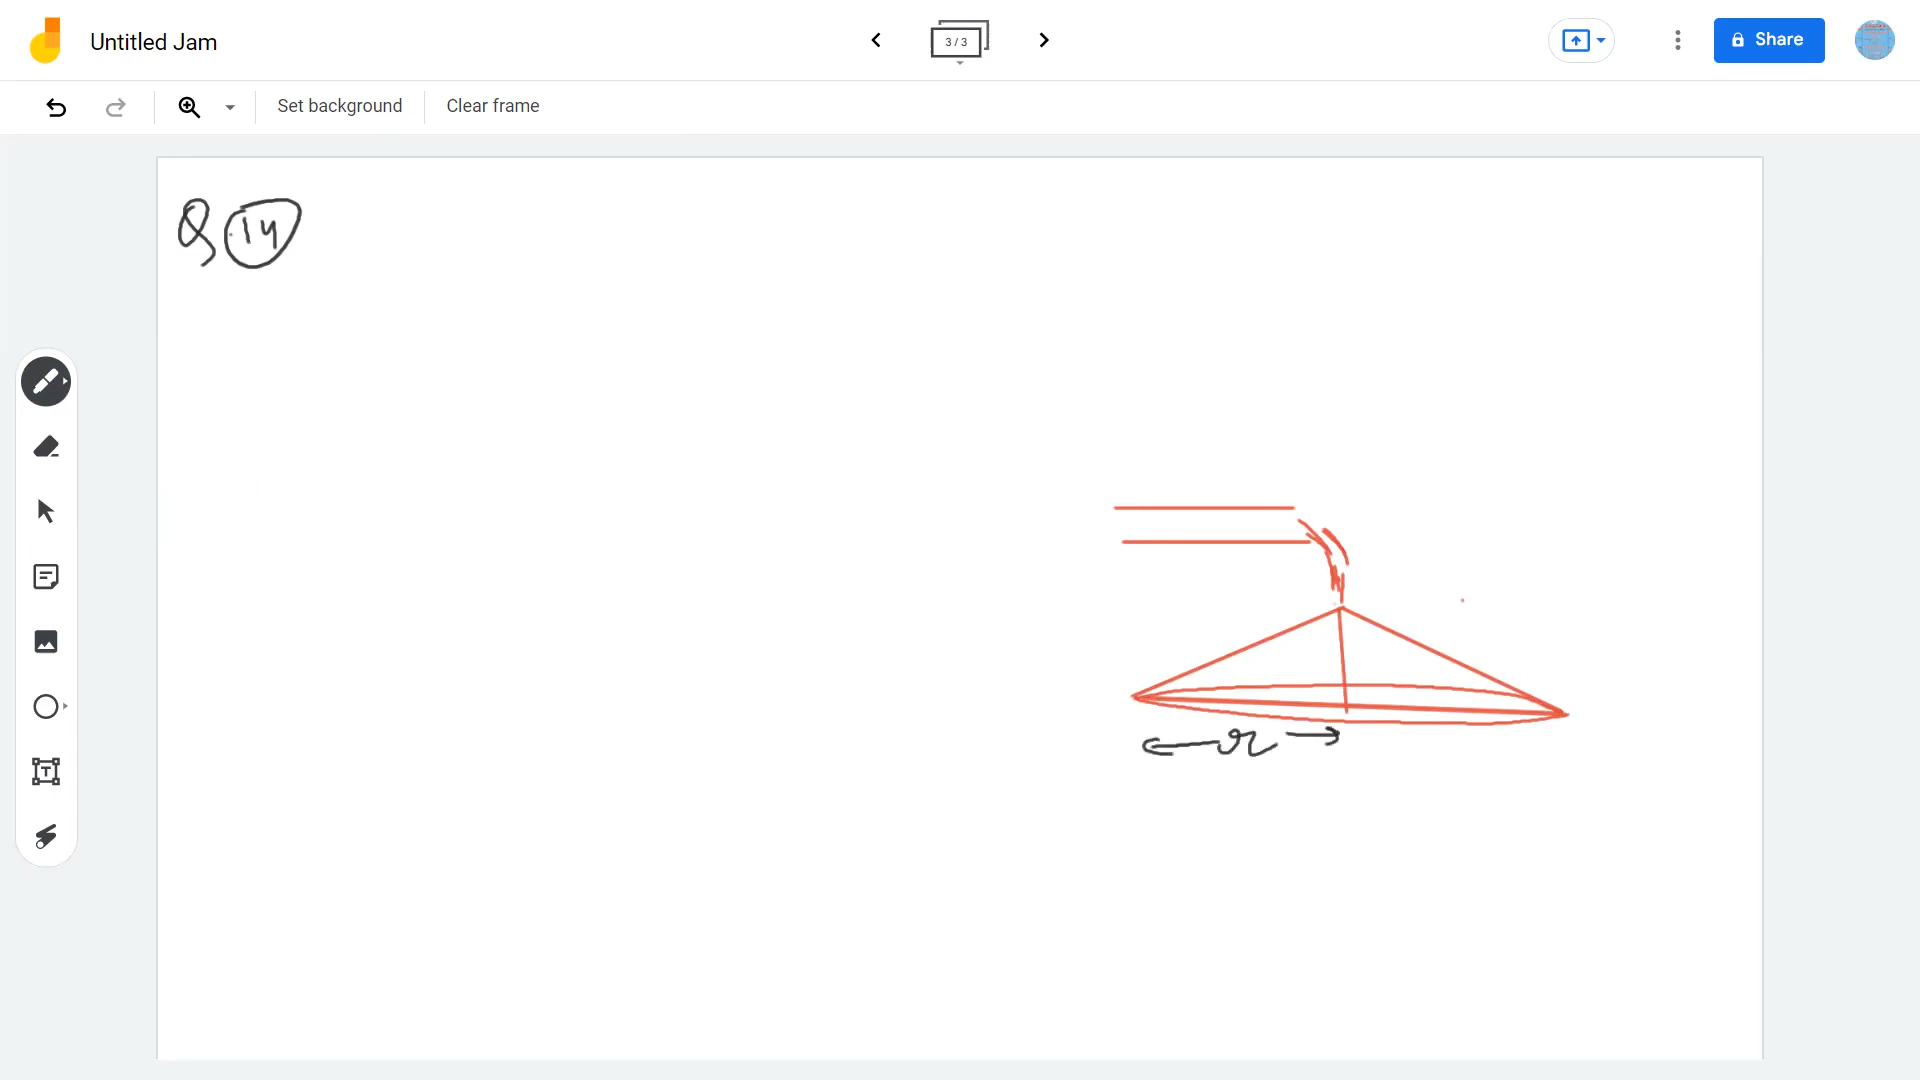 Untitled Jam
3 / 3
Share
Set background
Clear frame
Q 14
r